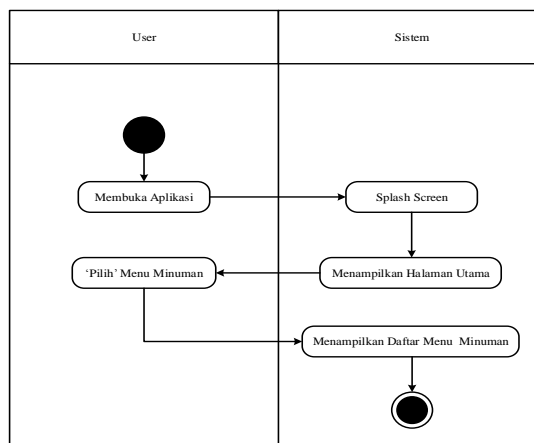 User
Sistem
Membuka Aplikasi
Splash Screen
Menampilkan Halaman Utama
‘Pilih’ Menu Minuman
Menampilkan Daftar Menu  Minuman